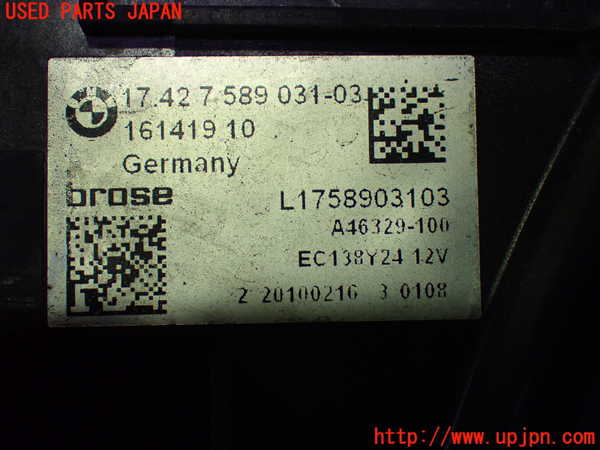 USED PARTS JAPAN
BMW
17.42 7 589 031-03
161419 10
Germany
brose
L1758903103
A46329-100
EC138Y24 12V
2 20100216 3 0108
http://www.upjpn.com/